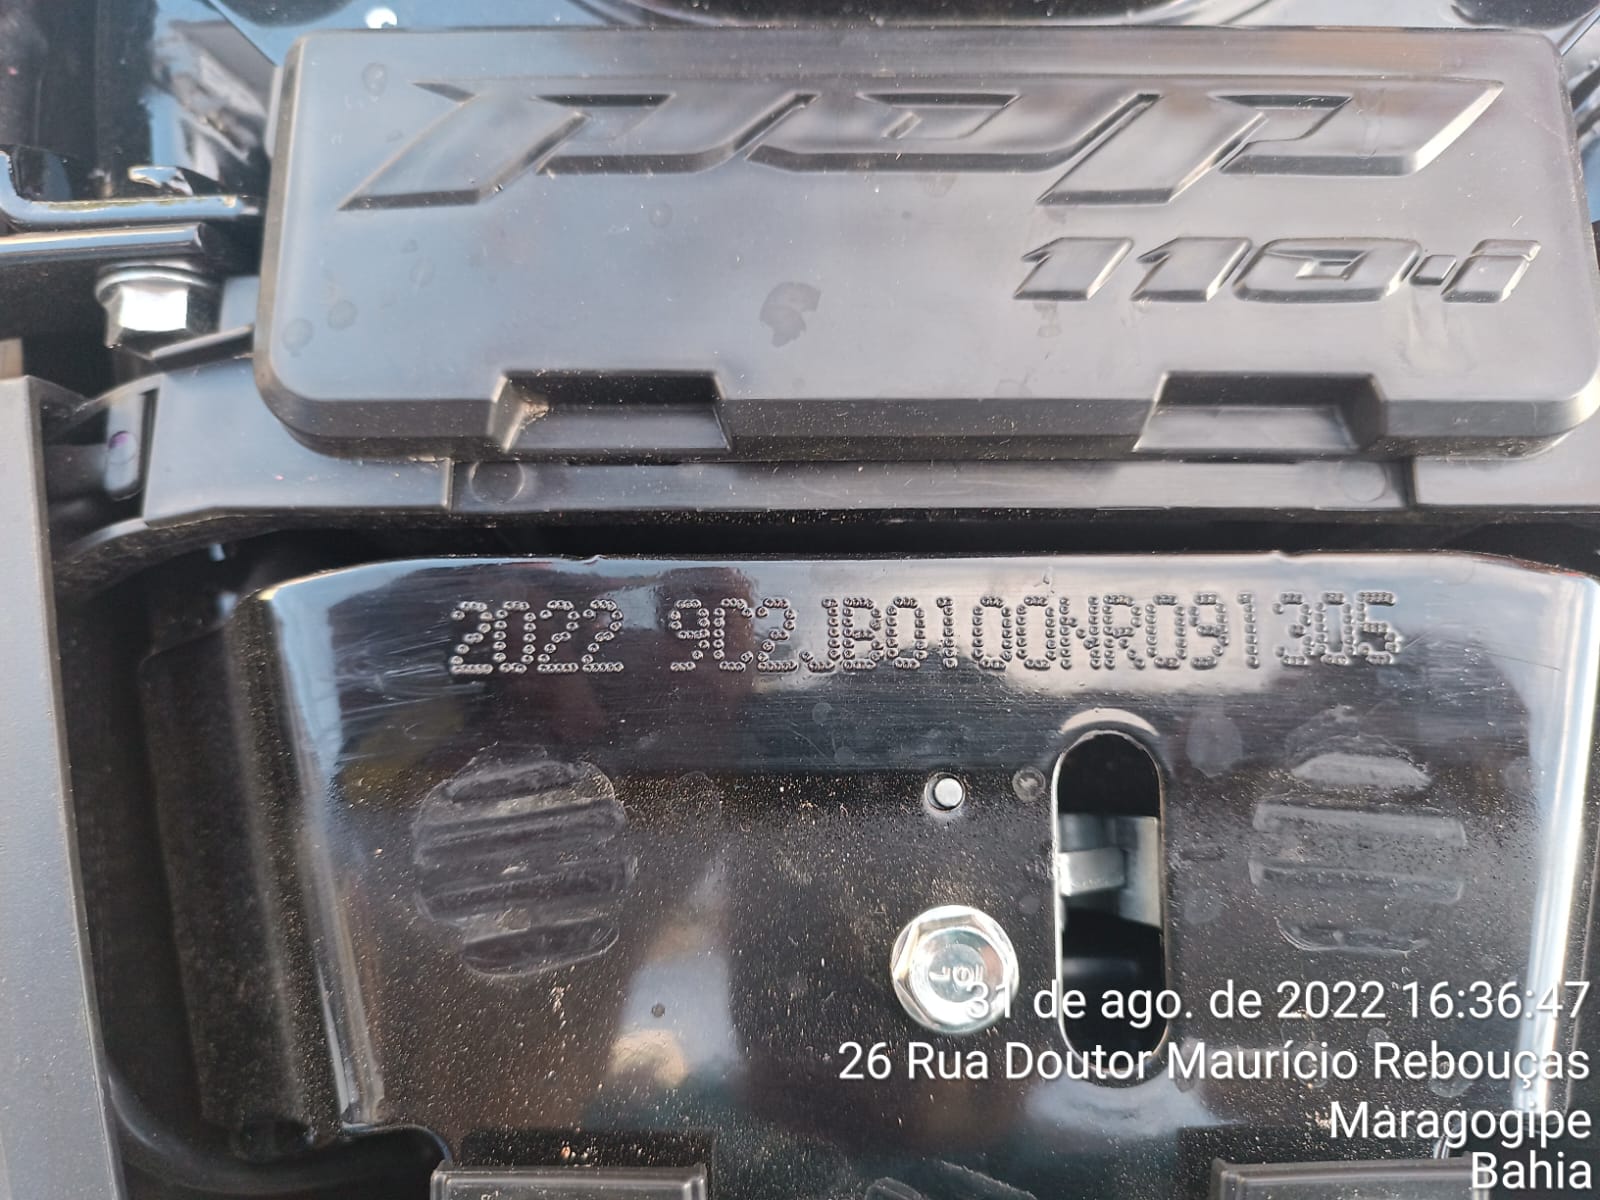 pop
110i
2022 9C2JB0100NR091305
31 de ago. de 2022 16:36:47
26 Rua Doutor Maurício Rebouças
Maragogipe
Bahia